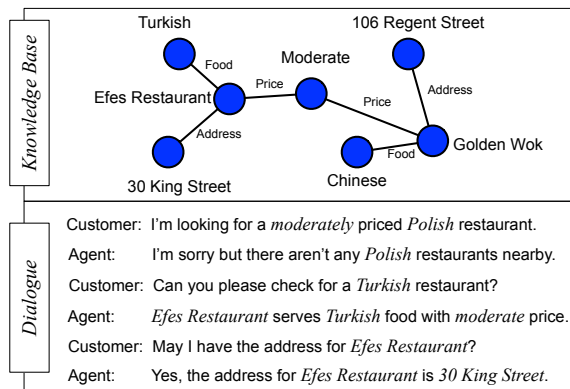 Knowledge Base
Turkish
106 Regent Street
Food
Moderate
Efes Restaurant
Price
Price
Address
Address
Golden Wok
Food
30 King Street
Chinese
Dialogue
Customer: I'm looking for a moderately priced Polish restaurant.
Agent: I'm sorry but there aren't any Polish restaurants nearby.
Customer: Can you please check for a Turkish restaurant?
Agent: Efes Restaurant serves Turkish food with moderate price.
Customer: May I have the address for Efes Restaurant?
Agent: Yes, the address for Efes Restaurant is 30 King Street.